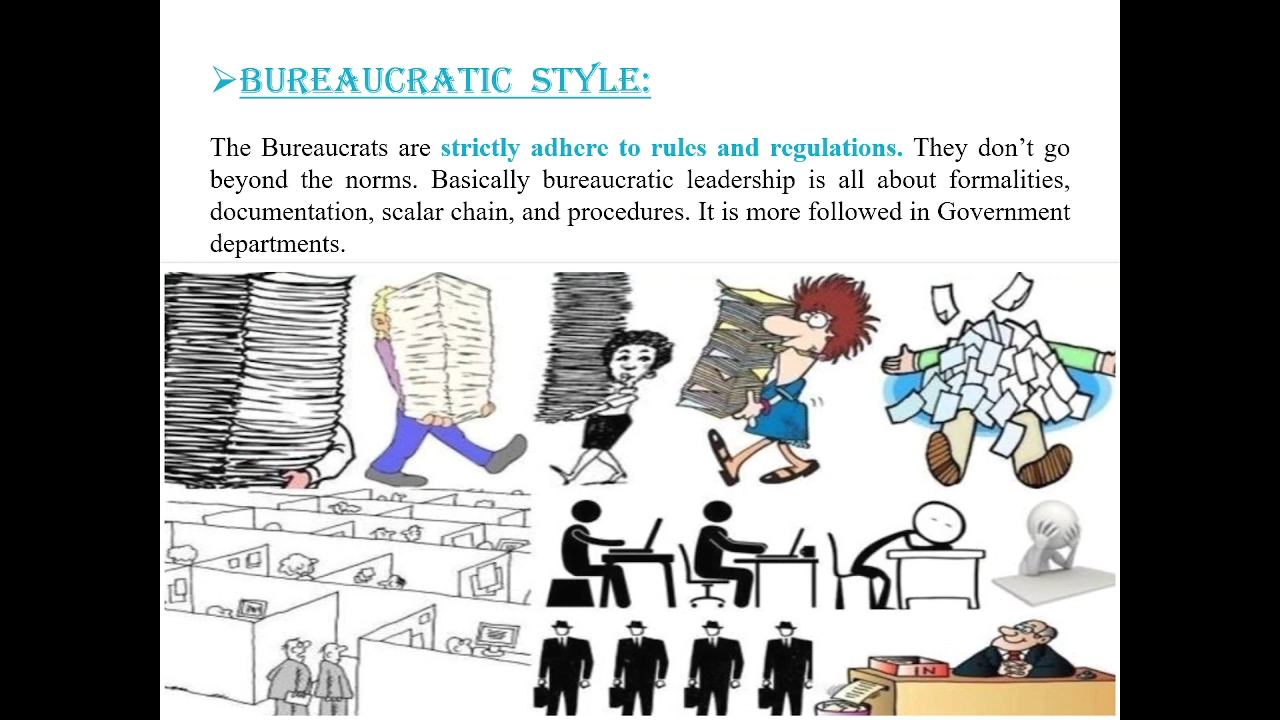 ➢BUREAUCRATIC STYLE:
The Bureaucrats are strictly adhere to rules and regulations. They don’t go
beyond the norms. Basically bureaucratic leadership is all about formalities,
documentation, scalar chain, and procedures. It is more followed in Government
departments.
IN